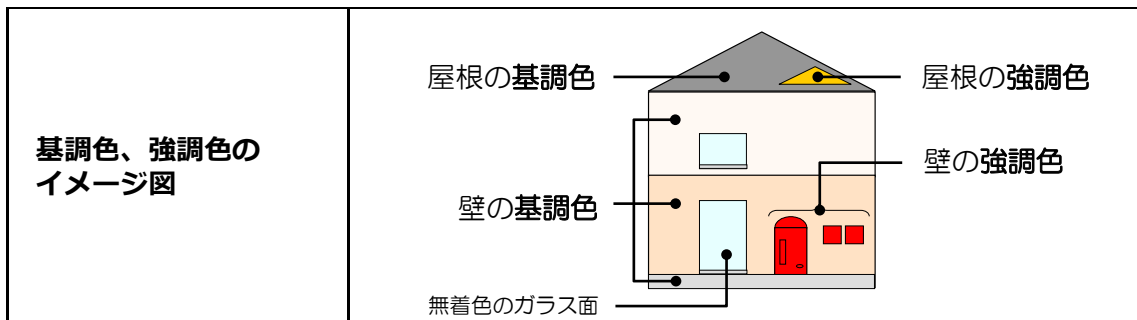 基調色、強調色の
イメージ図
屋根の基調色
屋根の強調色
壁の強調色
壁の基調色
無着色のガラス面